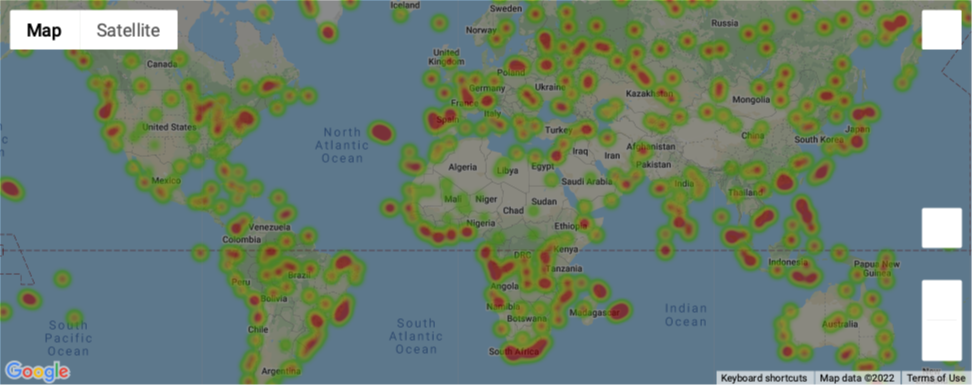 Iceland
Sweden
Russia
Map Satellite
Norway
United
Kingdom
Canada
Poland
Germany
Ukraine
Kazakhstan
Mongolia
France
Italy
Spain
United States
North
Atlantic
Ocean
Turkey
China
South Korea
Japan
Iraq
Iran
Afghanistan
Pakistan
Algeria
Libya
Egypt
Saudi Arabia
India
Thailand
Mexico
Mali
Niger
Chad
Sudan
Nigeria
Ethiopia
Venezuela
Colombia
Kenya
DRC
Tanzania
Indonesia
Papua New
Guinea
Brazil
Peru
Bolivia
Angola
Namibia
Botswana
Madagascar
Indian
Ocean
South
Pacific
Ocean
South
Atlantic
Ocean
Chile
Australia
South Africa
Argentina
Google
Keyboard shortcuts Map data ©2022 Terms of Use